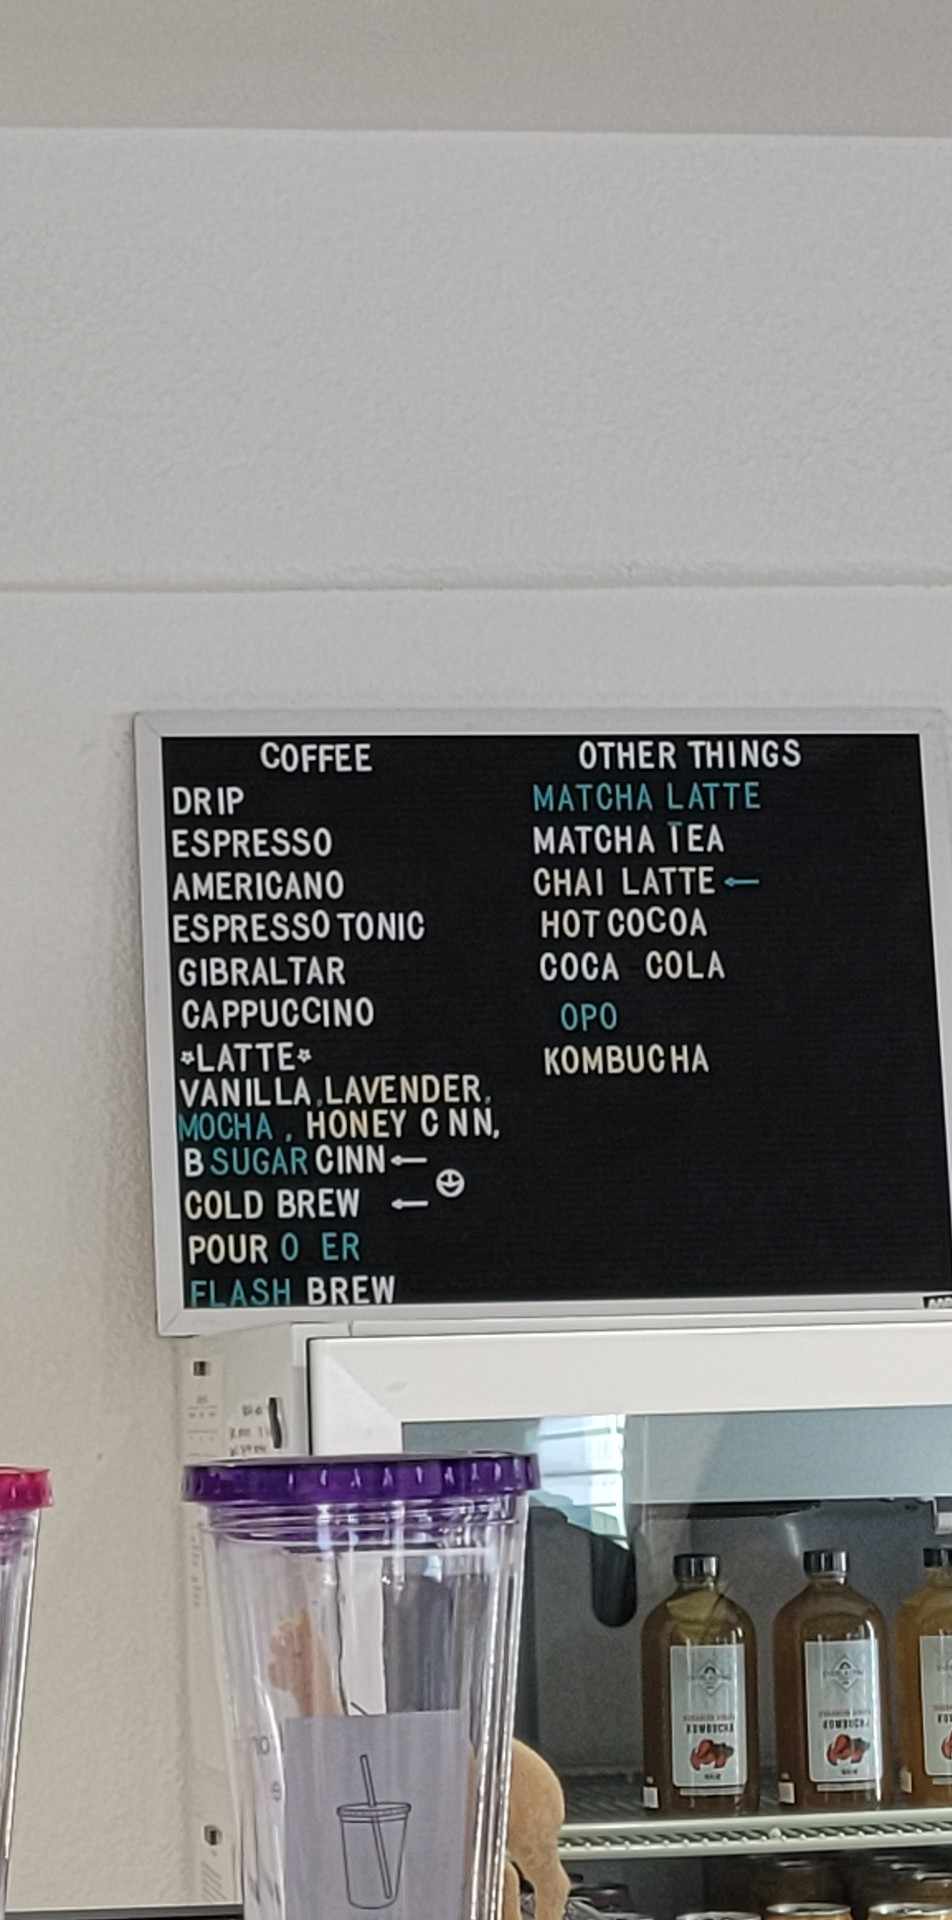 COFFEE
DRIP
ESPRESSO
AMERICANO
ESPRESSO TONIC
GIBRALTAR
CAPPUCCINO
*LATTE*
VANILLA, LAVENDER,
MOCHA, HONEY C NN,
B SUGAR CINN ←
COLD BREW ← ☺
POUR O ER
FLASH BREW
OTHER THINGS
MATCHA LATTE
MATCHA TEA
CHAI LATTE ←
HOT COCOA
COCA COLA
OPO
KOMBUCHA